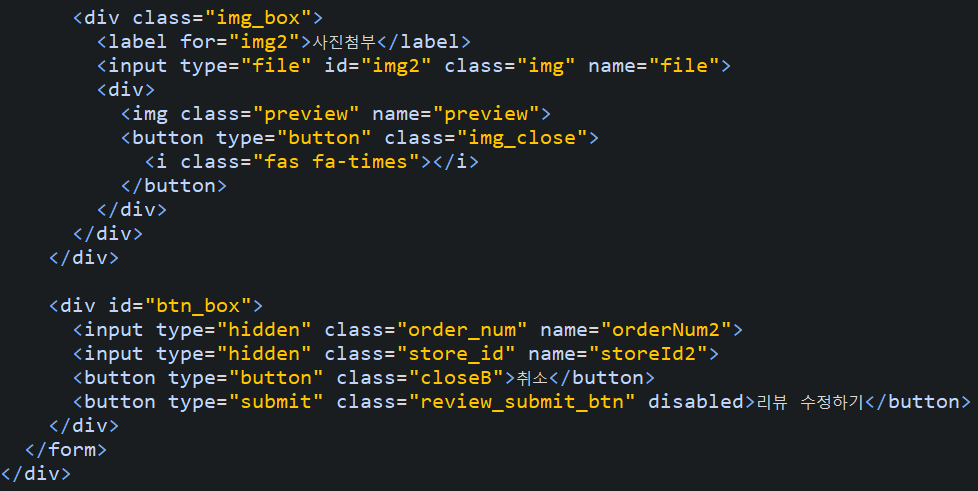 <div class="img_box">
<label for="img2">사진첨부</label>
<input type="file" id="img2" class="img" name="file">
<div>
<img class="preview" name="preview">
<button type="button" class="img_close">
<i class="fas fa-times"></i>
</button>
</div>
</div>
</div>
<div id="btn_box">
<input type="hidden" class="order_num" name="orderNum2">
<input type="hidden" class="store_id" name="storeId2">
<button type="button" class="closeB">취소</button>
<button type="submit" class="review_submit_btn" disabled>리뷰 수정하기</button>
</div>
</form>
</div>